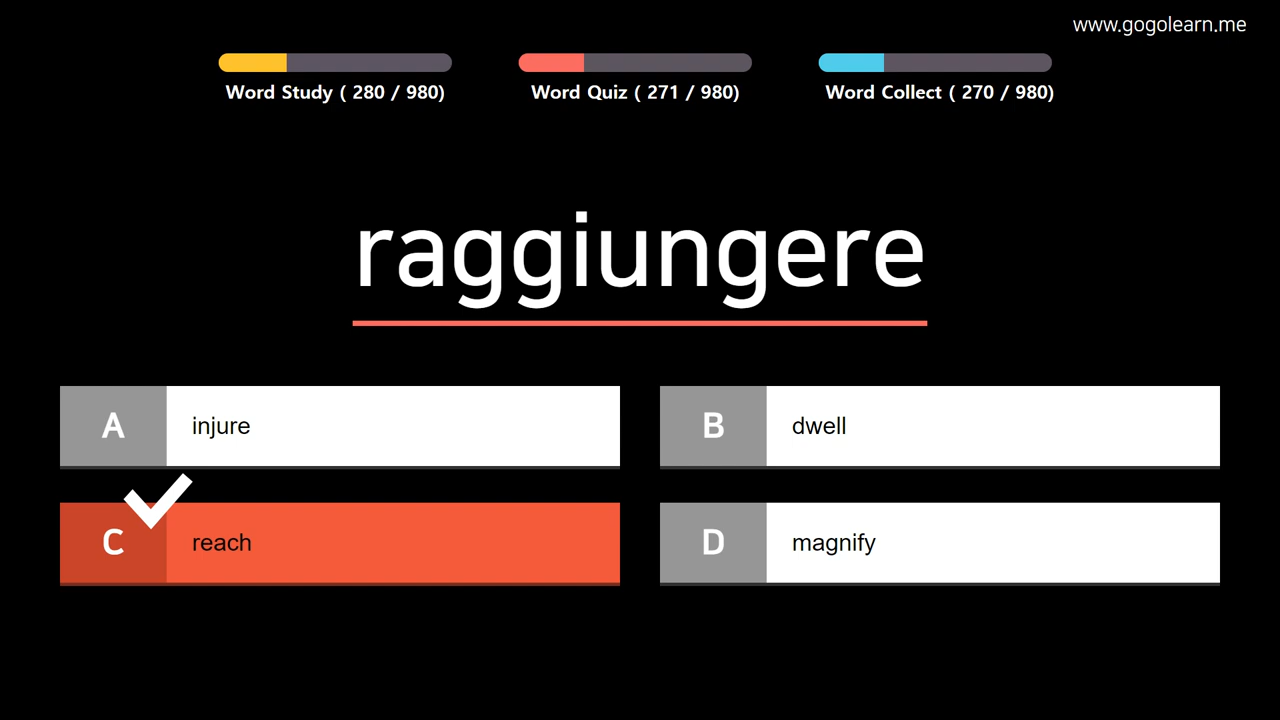 www.gogolearn.me
Word Study ( 280 / 980)
Word Quiz ( 271 / 980)
Word Collect ( 270 / 980)
raggiungere
A injure
B dwell
C reach
D magnify